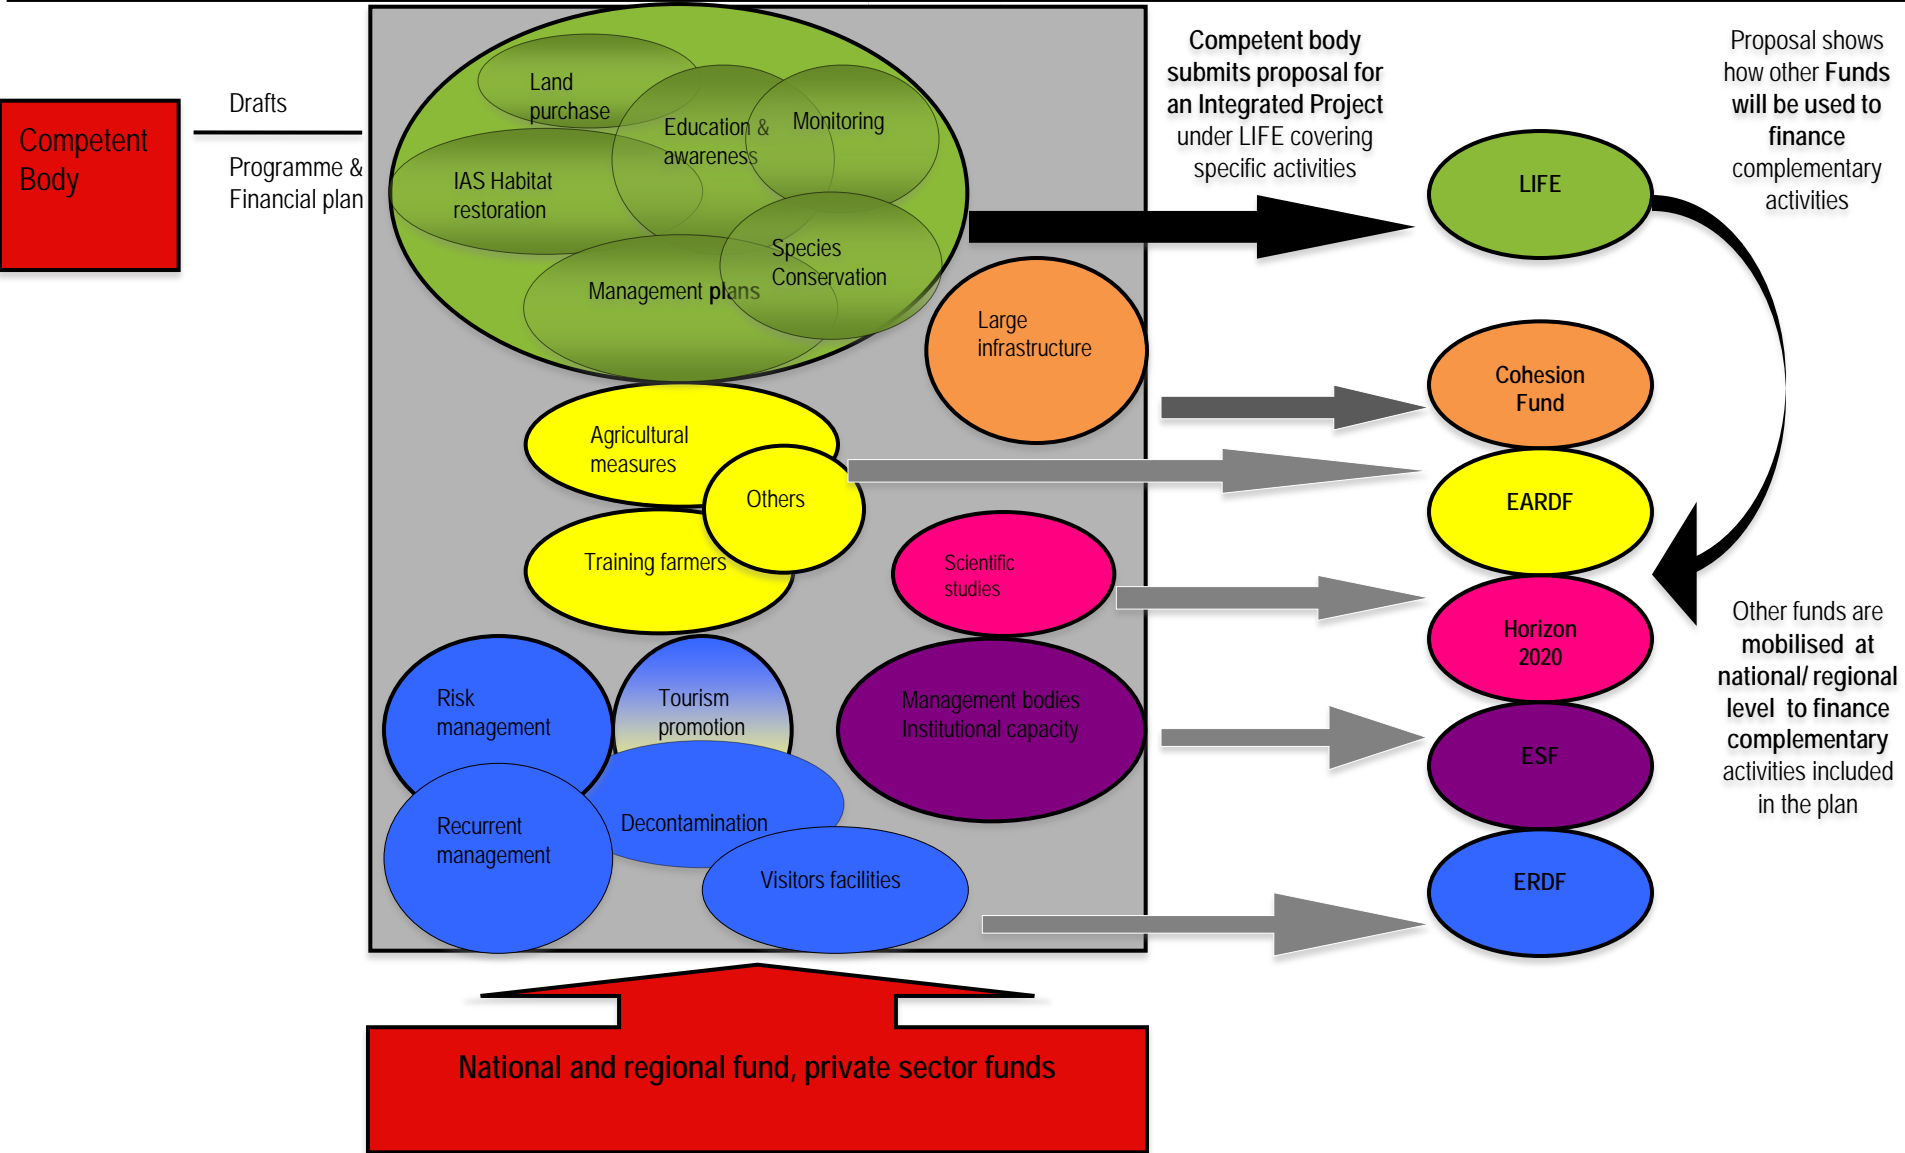 Competent
Body
Drafts
Programme &
Financial plan
Land
purchase
Education &
awareness
Monitoring
IAS Habitat
restoration
Species
Conservation
Management plans
Large
infrastructure
Agricultural
measures
Others
Training farmers
Scientific
studies
Risk
management
Tourism
promotion
Management bodies
Institutional capacity
Recurrent
management
Decontamination
Visitors facilities
National and regional fund, private sector funds
Competent body
submits proposal for
an Integrated Project
under LIFE covering
specific activities
LIFE
Cohesion
Fund
EARDF
Horizon
2020
ESF
ERDF
Proposal shows
how other Funds
will be used to
finance
complementary
activities
Other funds are
mobilised at
national/ regional
level to finance
complementary
activities included
in the plan